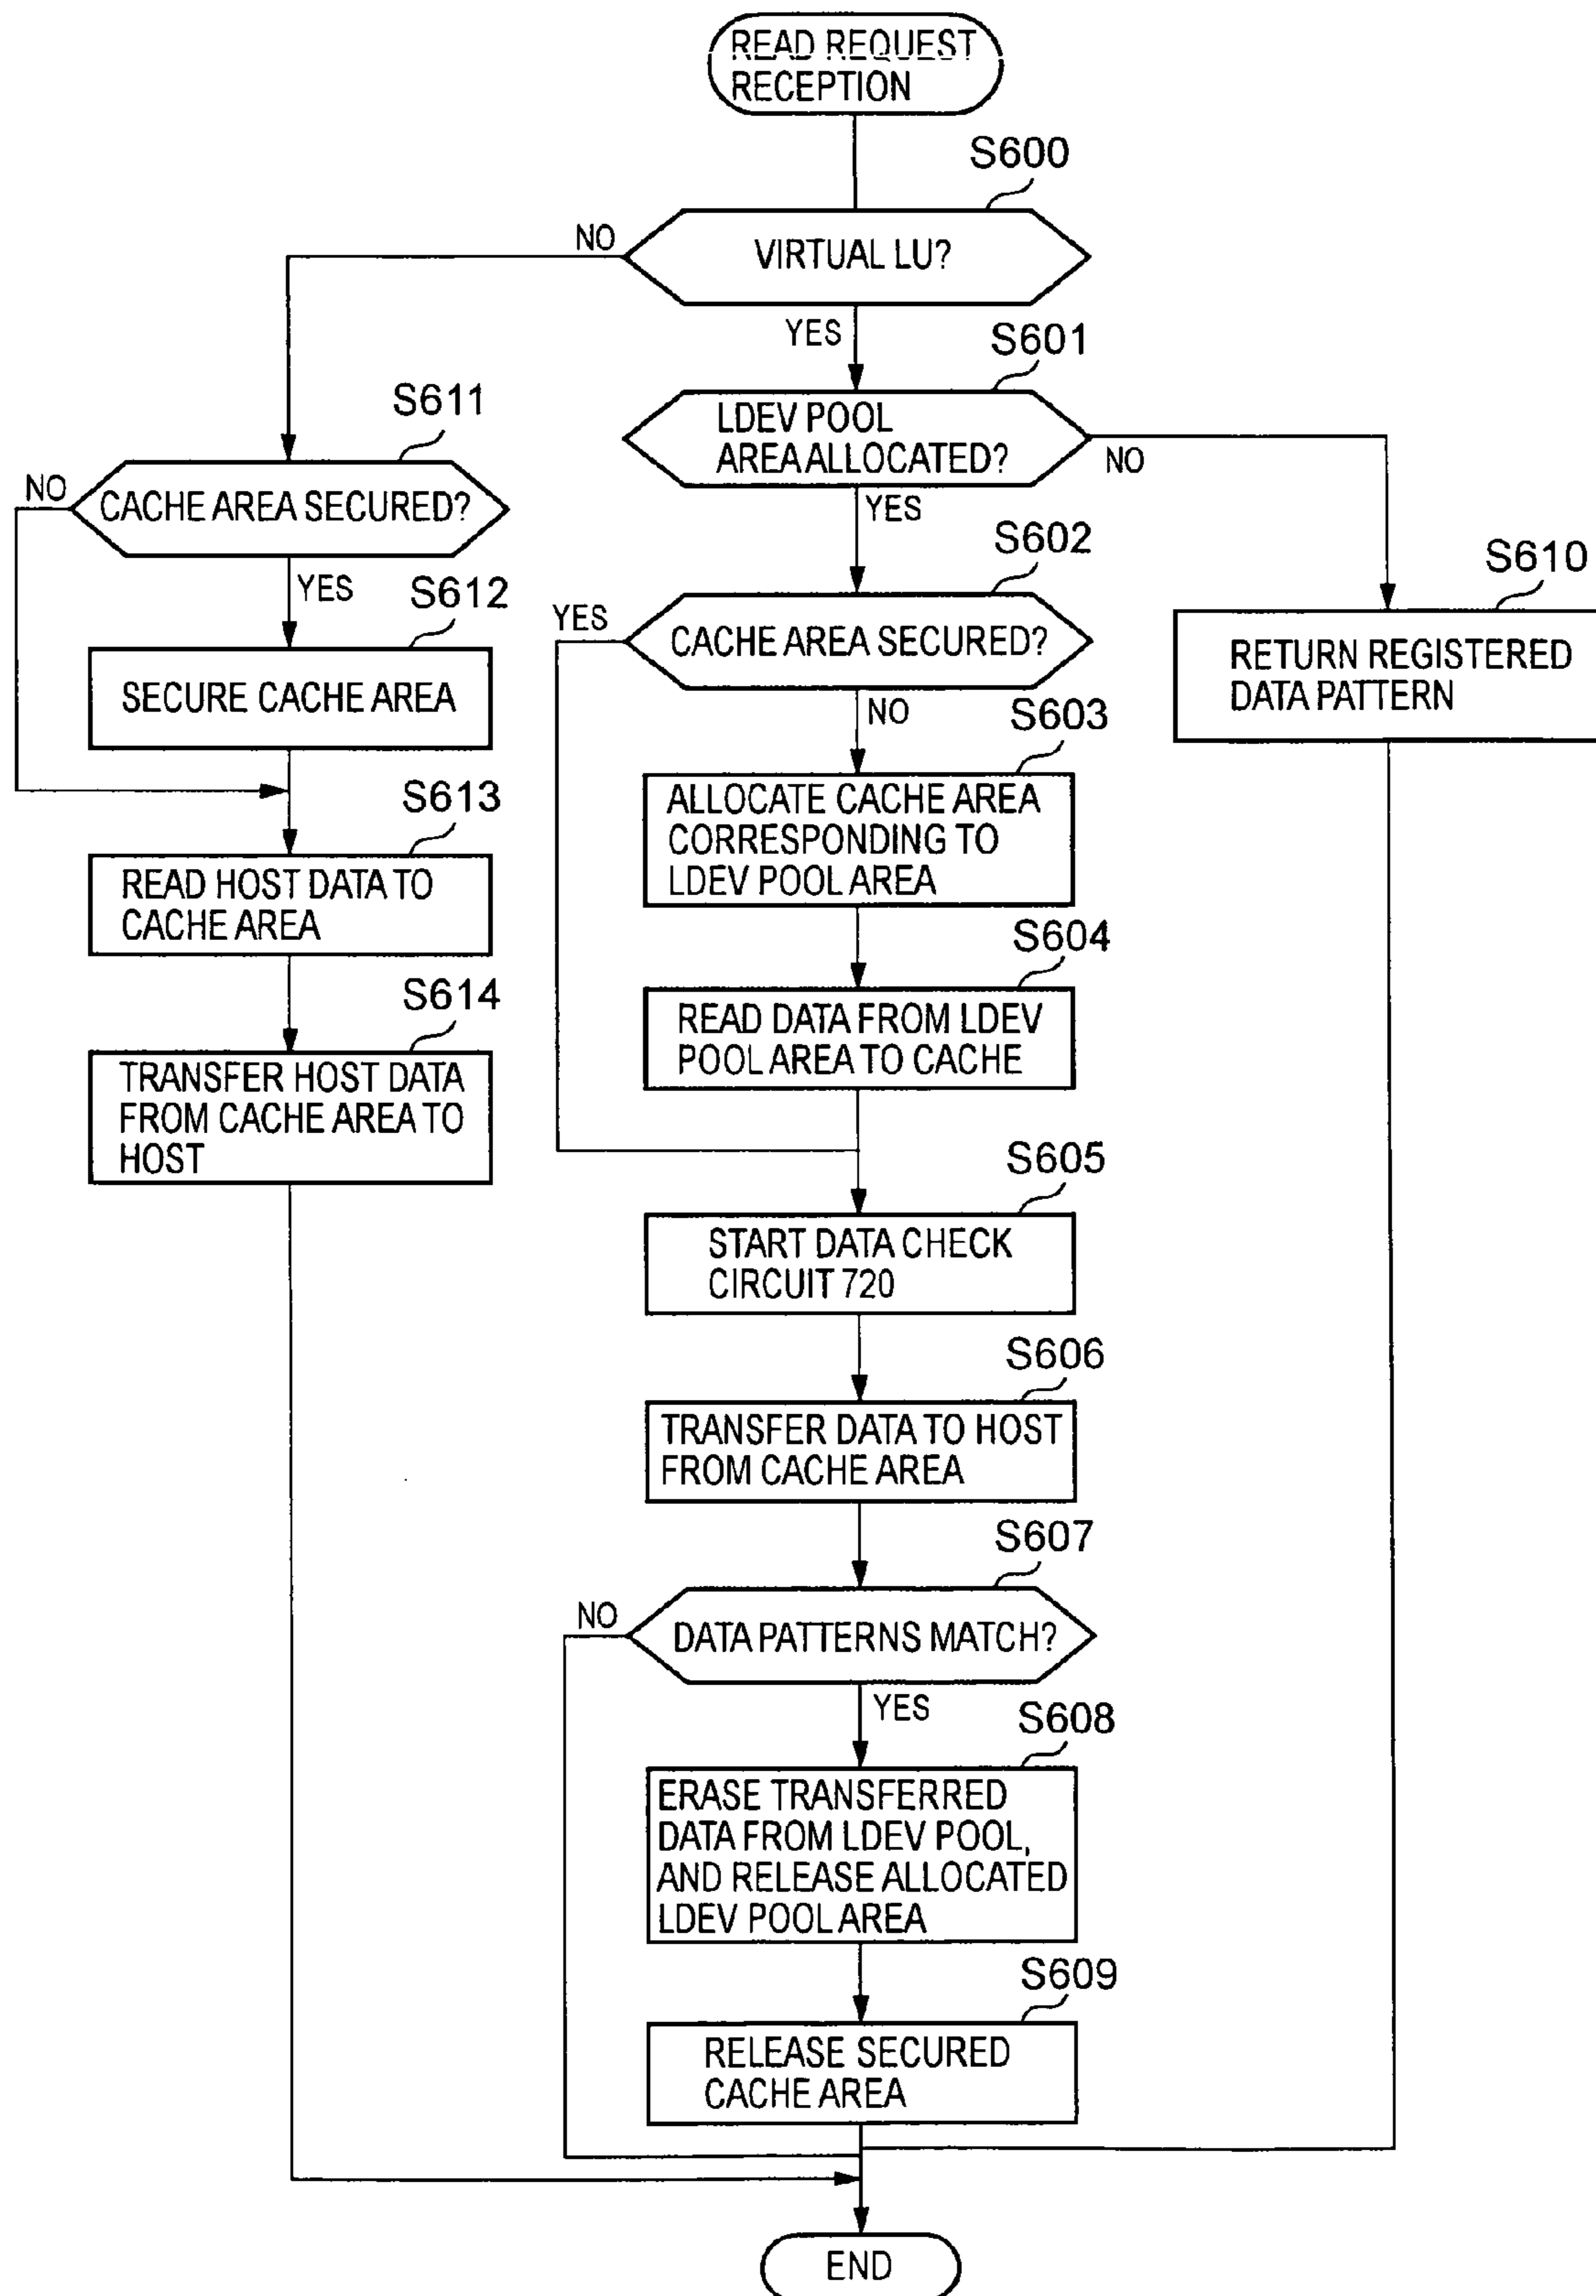 READ REQUEST
RECEPTION
S600
VIRTUAL LU?
NO
YES
S601
LDEV POOL
AREA ALLOCATED?
NO
YES
S611
CACHE AREA SECURED?
NO
YES
S602
CACHE AREA SECURED?
YES
NO
S610
RETURN REGISTERED
DATA PATTERN
S612
SECURE CACHE AREA
S603
ALLOCATE CACHE AREA
CORRESPONDING TO
LDEV POOL AREA
S613
READ HOST DATA TO
CACHE AREA
S604
READ DATA FROM LDEV
POOL AREA TO CACHE
S614
TRANSFER HOST DATA
FROM CACHE AREA TO
HOST
S605
START DATA CHECK
CIRCUIT 720
S606
TRANSFER DATA TO HOST
FROM CACHE AREA
S607
DATA PATTERNS MATCH?
NO
YES
S608
ERASE TRANSFERRED
DATA FROM LDEV POOL,
AND RELEASE ALLOCATED
LDEV POOL AREA
S609
RELEASE SECURED
CACHE AREA
END